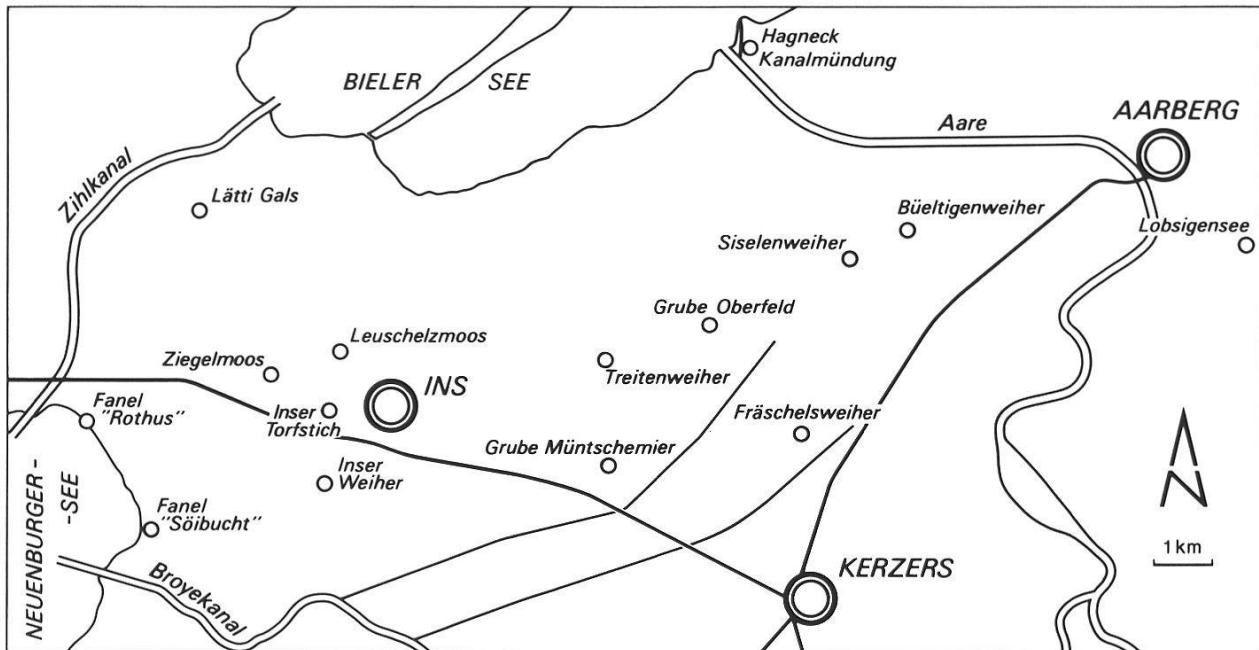 Hagneck
Kanalmündung
BIELER SEE
AARBERG
Aare
Zihlkanal
Lätti Gals
Büeltigenweiher
Lobsigensee
Siselenweiher
Grube Oberfeld
Leuschelzmoos
Ziegelmoos
Treitenweiher
INS
Fanel
"Rothus"
Inser
Torfstich
Fräschelsweiher
Grube Müntschemier
Inser
Weiher
NEUENBURGER-
-SEE
Fanel
"Söibucht"
1 km
KERZERS
Broyekanal
N